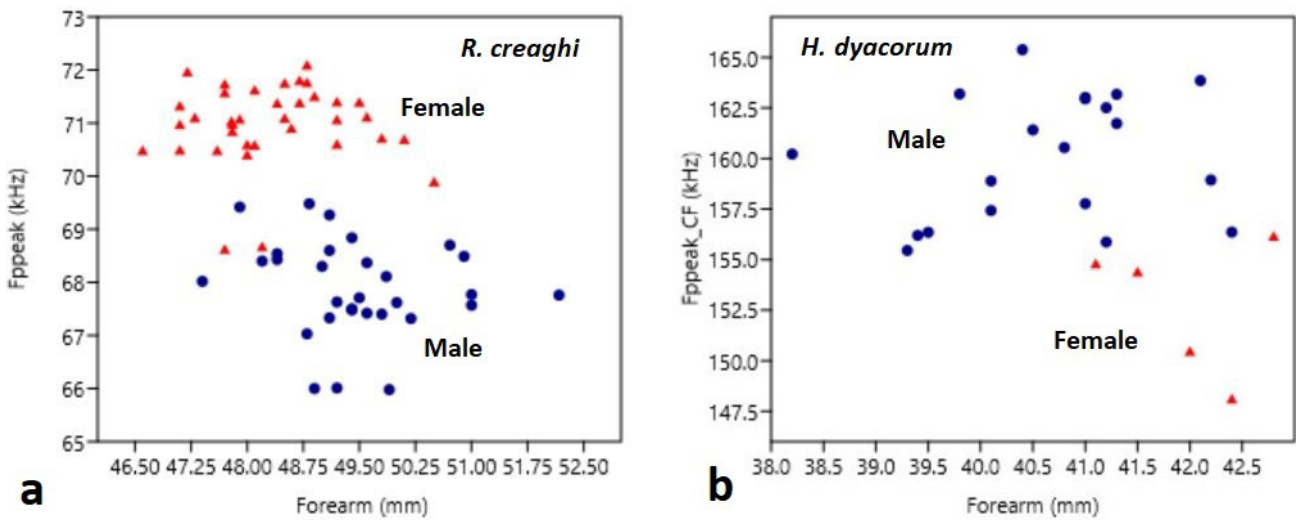 73
72
71
70
69
68
67
66
65
Fppeak (kHz)
R. creaghi
Female
Male
46.50 47.25 48.00 48.75 49.50 50.25 51.00 51.75 52.50
Forearm (mm)
a
165.0
162.5
160.0
157.5
155.0
152.5
150.0
147.5
Fppeak_CF (kHz)
H. dyacorum
Male
Female
38.0 38.5 39.0 39.5 40.0 40.5 41.0 41.5 42.0 42.5
Forearm (mm)
b